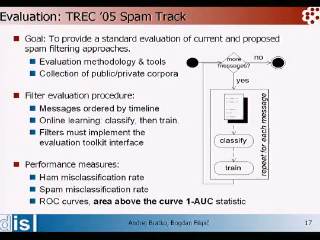 Evaluation: TREC '05 Spam Track
Goal: To provide a standard evaluation of current and proposed
spam filtering approaches.
Evaluation methodology & tools
Collection of public/private corpora
Filter evaluation procedure:
Messages ordered by timeline
Online learning: classify, then train.
Filters must implement the
evaluation toolkit interface
Performance measures:
Ham misclassification rate
Spam misclassification rate
ROC curves, area above the curve 1-AUC statistic
more
messages?
no
yes
classify
train
repeat for each message
dis
Andrej Bratko, Bogdan Filipič
17